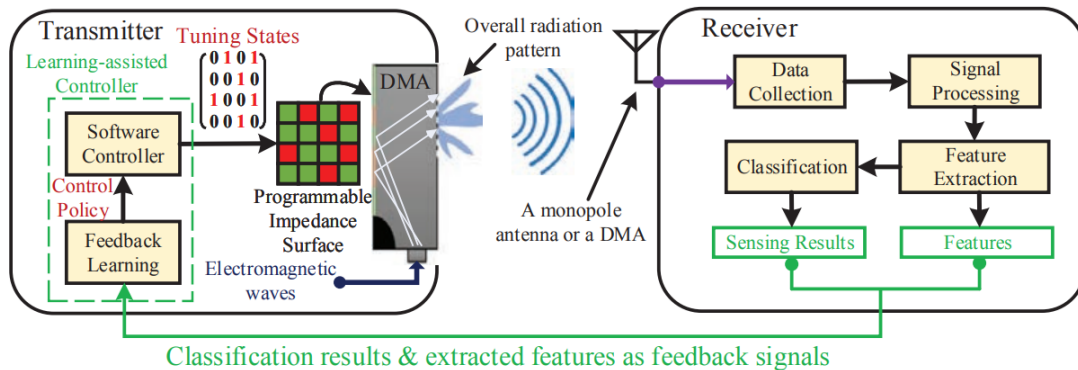 Transmitter
Tuning States
0 1 0 1
0 0 1 0
1 0 0 1
0 0 1 0
Learning-assisted
Controller
Software
Controller
Control
Policy
Feedback
Learning
Programmable
Impedance
Surface
Electromagnetic
waves
DMA
Overall radiation
pattern
A monopole
antenna or a DMA
Receiver
Data
Collection
Signal
Processing
Classification
Feature
Extraction
Sensing Results
Features
Classification results & extracted features as feedback signals